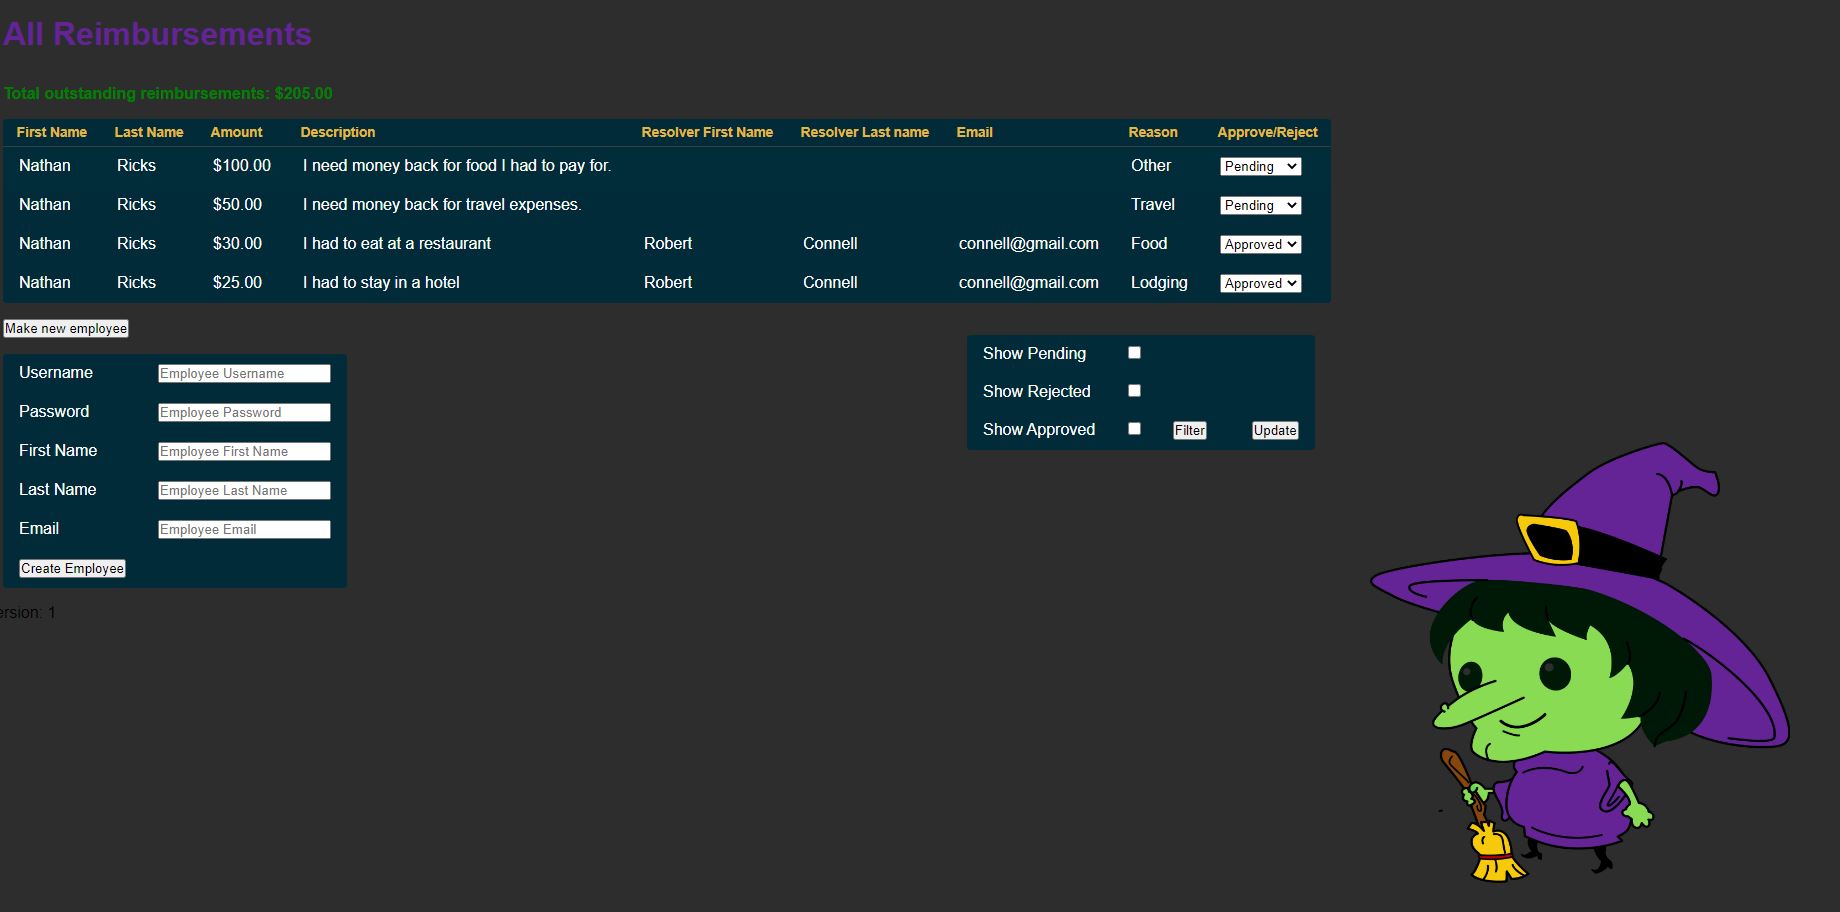 All Reimbursements
Total outstanding reimbursements: $205.00
First Name Last Name Amount Description Resolver First Name Resolver Last name Email Reason Approve/Reject
Nathan Ricks $100.00 I need money back for food I had to pay for. Other Pending
Nathan Ricks $50.00 I need money back for travel expenses. Travel Pending
Nathan Ricks $30.00 I had to eat at a restaurant Robert Connell connell@gmail.com Food Approved
Nathan Ricks $25.00 I had to stay in a hotel Robert Connell connell@gmail.com Lodging Approved
Make new employee
Username Employee Username
Password Employee Password
First Name Employee First Name
Last Name Employee Last Name
Email Employee Email
Create Employee
Show Pending
Show Rejected
Show Approved Filter Update
ersion: 1